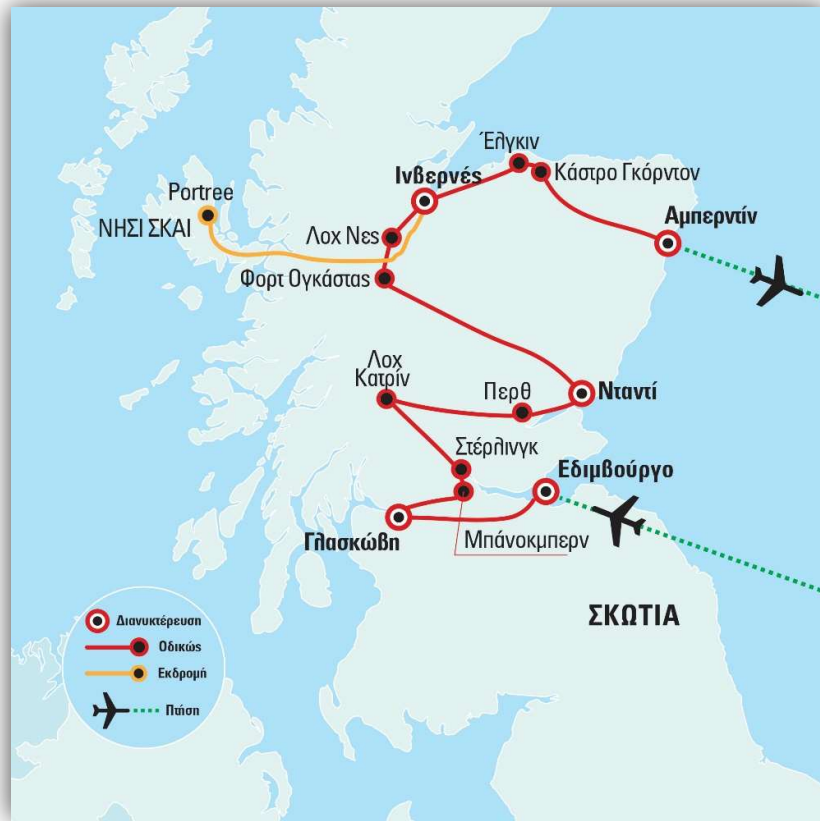 Έλγκιν
Ινβερνές
Κάστρο Γκόρντον
Portree
ΝΗΣΙ ΣΚΑΙ
Λοχ Νες
Αμπερντίν
Φορτ Ογκάστας
Λοχ
Κατρίν
Περθ
Νταντί
Στέρλινγκ
Εδιμβούργο
Γλασκώβη
Μπάνοκμπερν
ΣΚΩΤΙΑ
Διανυκτέρευση
Οδικώς
Εκδρομή
Πτήση